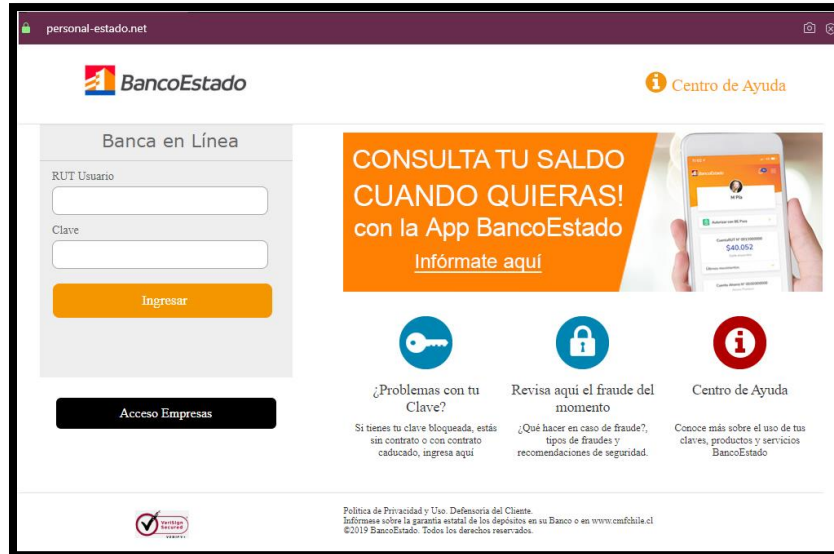 personal-estado.net
BancoEstado
Centro de Ayuda
Banca en Línea
RUT Usuario
Clave
Ingresar
Acceso Empresas
CONSULTA TU SALDO
CUANDO QUIERAS!
con la App BancoEstado
Infórmate aquí
BancoEstado
Mi Pía
$40.052
¿Problemas con tu
Clave?
Si tienes tu clave bloqueada, estás
sin contrato o con contrato
caducado, ingresa aquí
Revisa aquí el fraude del
momento
¿Qué hacer en caso de fraude?,
tipos de fraudes y
recomendaciones de seguridad.
Centro de Ayuda
Conoce más sobre el uso de tus
claves, productos y servicios
BancoEstado
VeriSign
Secured
Política de Privacidad y Uso. Defensoría del Cliente.
Infórmese sobre la garantía estatal de los depósitos en su Banco o en www.cmfchile.cl
©2019 BancoEstado. Todos los derechos reservados.